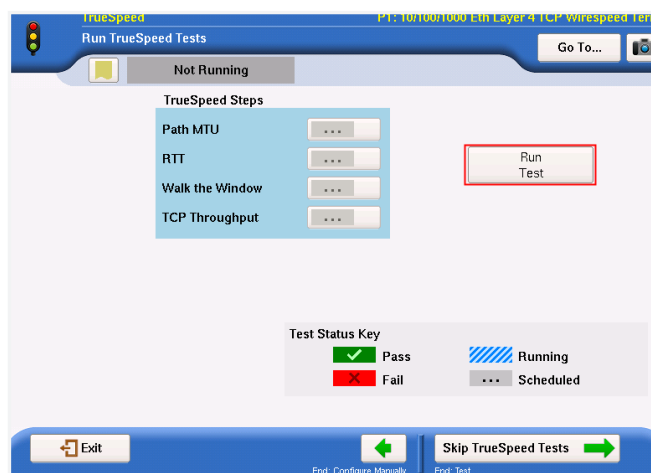 TrueSpeed
P1: 10/100/1000 Eth Layer 4 TCP Wirespeed Ter
Run TrueSpeed Tests
Go To...
Not Running
TrueSpeed Steps
Path MTU ...
RTT ...
Walk the Window ...
TCP Throughput ...
Run
Test
Test Status Key
Pass
Running
Fail
... Scheduled
Exit
Skip TrueSpeed Tests
End: Configure Manually
End: Test